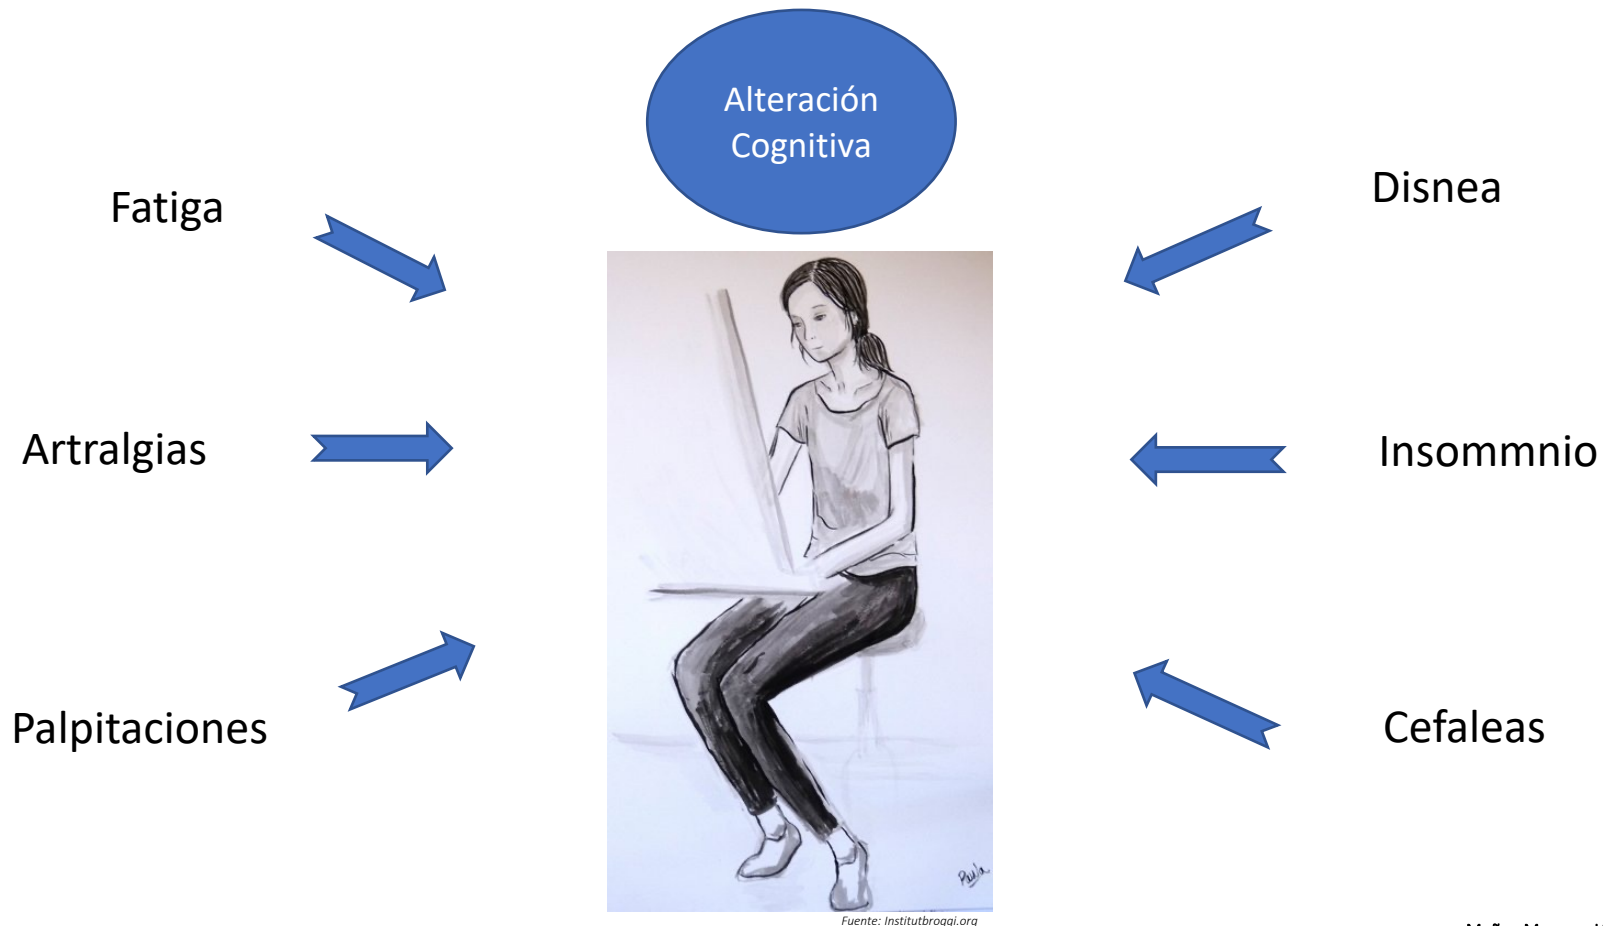 Alteración
Cognitiva
Fatiga
Disnea
Artralgias
Insommnio
Palpitaciones
Cefaleas
Paula
Fuente: Institutbroggi.org